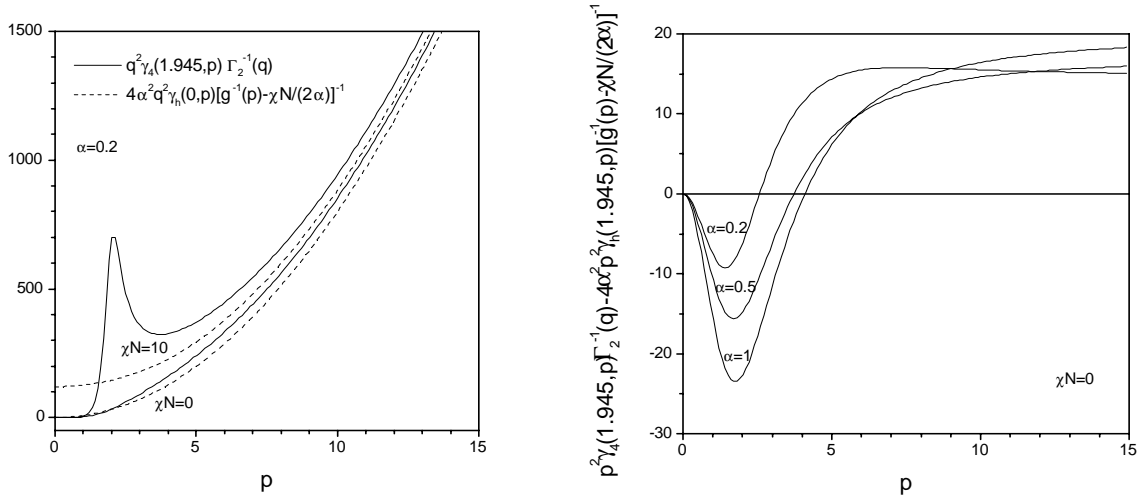 1500
1000
500
0
0
5
10
15
p
q²γ₄(1.945,p) Γ₂⁻¹(q)
4α²q²γₕ(0,p)[g⁻¹(p)-χN/(2α)]⁻¹
α=0.2
χN=10
χN=0
p²γ₄(1.945,p)Γ₂⁻¹(q)-4α²p²γₕ(1.945,p)[g⁻¹(p)-χN/(2α)]⁻¹
20
10
0
-10
-20
-30
0
5
10
15
p
α=0.2
α=0.5
α=1
χN=0